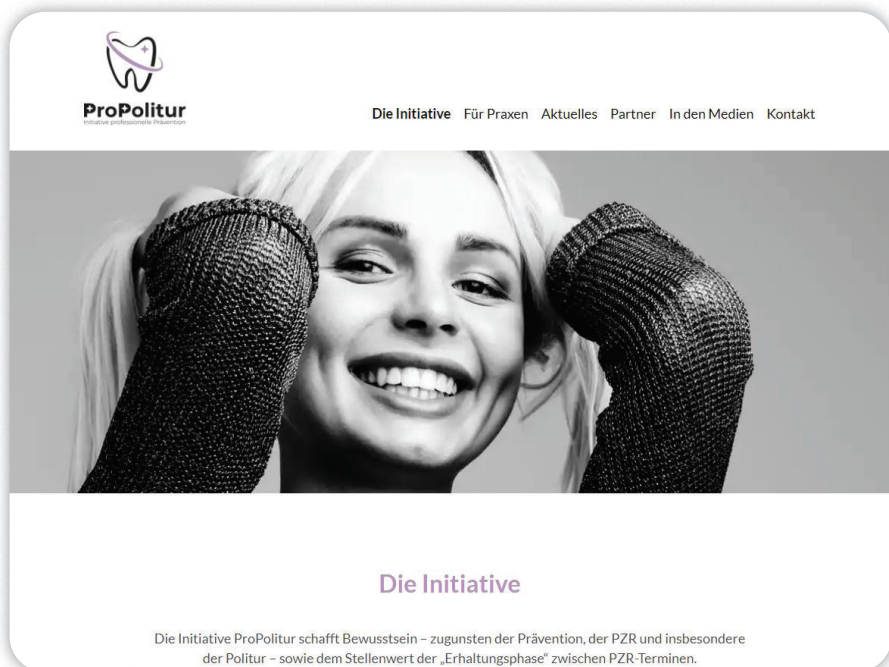 ProPolitur
Initiative professionelle Prävention
Die Initiative Für Praxen Aktuelles Partner In den Medien Kontakt
Die Initiative
Die Initiative ProPolitur schafft Bewusstsein – zugunsten der Prävention, der PZR und insbesondere
der Politur – sowie dem Stellenwert der „Erhaltungsphase“ zwischen PZR-Terminen.